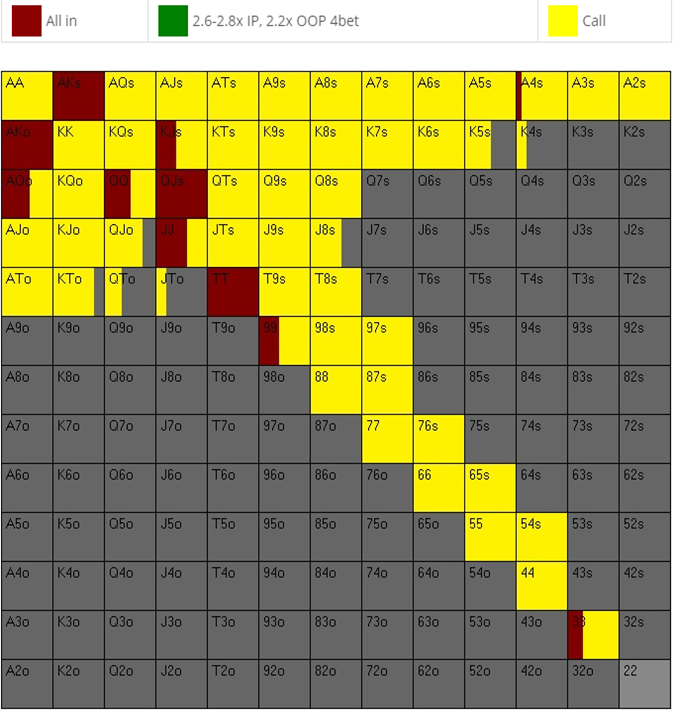 All in 2.6-2.8x IP, 2.2x OOP 4bet Call
AA AKs AQs AJs ATs A9s A8s A7s A6s A5s A4s A3s A2s
AKo KK KQs KJs KTs K9s K8s K7s K6s K5s K4s K3s K2s
AQo KQo QQ QJs QTs Q9s Q8s Q7s Q6s Q5s Q4s Q3s Q2s
AJo KJo QJo JJ JTs J9s J8s J7s J6s J5s J4s J3s J2s
ATo KTo QTo JTo TT T9s T8s T7s T6s T5s T4s T3s T2s
A9o K9o Q9o J9o T9o 99 98s 97s 96s 95s 94s 93s 92s
A8o K8o Q8o J8o T8o 98o 88 87s 86s 85s 84s 83s 82s
A7o K7o Q7o J7o T7o 97o 87o 77 76s 75s 74s 73s 72s
A6o K6o Q6o J6o T6o 96o 86o 76o 66 65s 64s 63s 62s
A5o K5o Q5o J5o T5o 95o 85o 75o 65o 55 54s 53s 52s
A4o K4o Q4o J4o T4o 94o 84o 74o 64o 54o 44 43s 42s
A3o K3o Q3o J3o T3o 93o 83o 73o 63o 53o 43o 33 32s
A2o K2o Q2o J2o T2o 92o 82o 72o 62o 52o 42o 32o 22